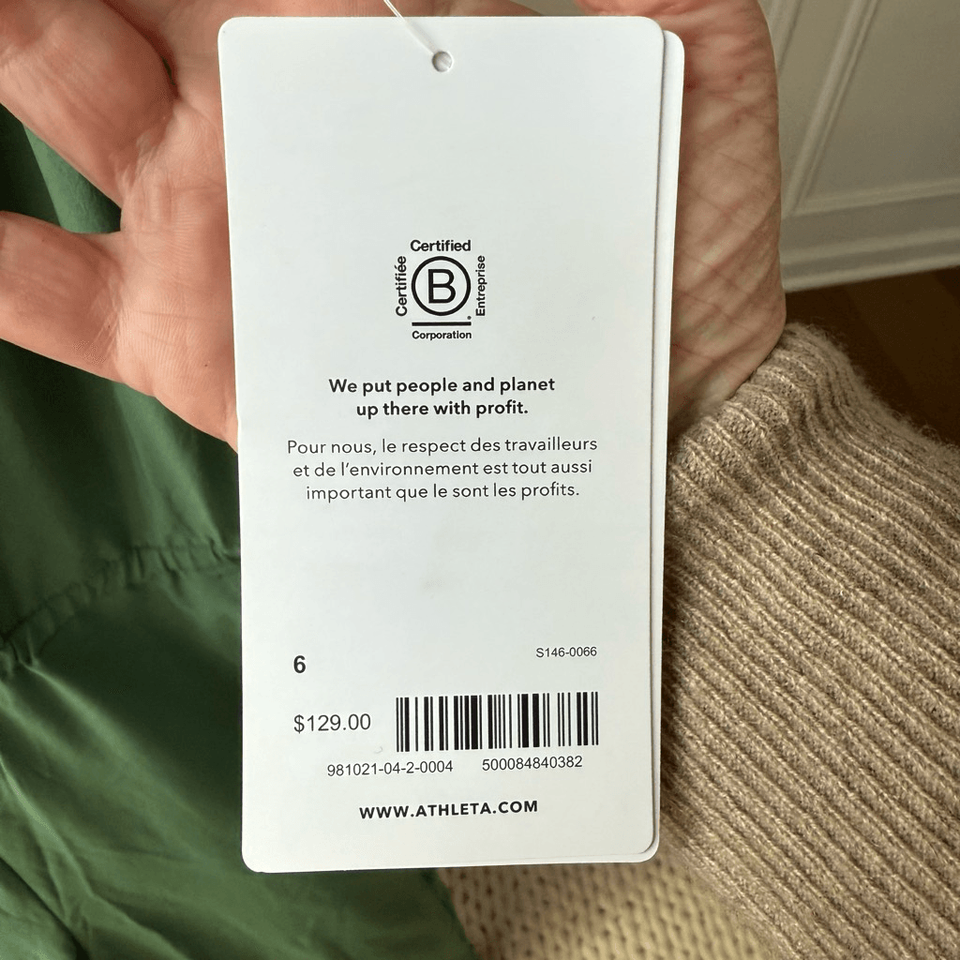 Certified
Certifiée
B
Entreprise
Corporation
We put people and planet
up there with profit.
Pour nous, le respect des travailleurs
et de l'environnement est tout aussi
important que le sont les profits.
6
S146-0066
$129.00
981021-04-2-0004 500084840382
WWW.ATHLETA.COM